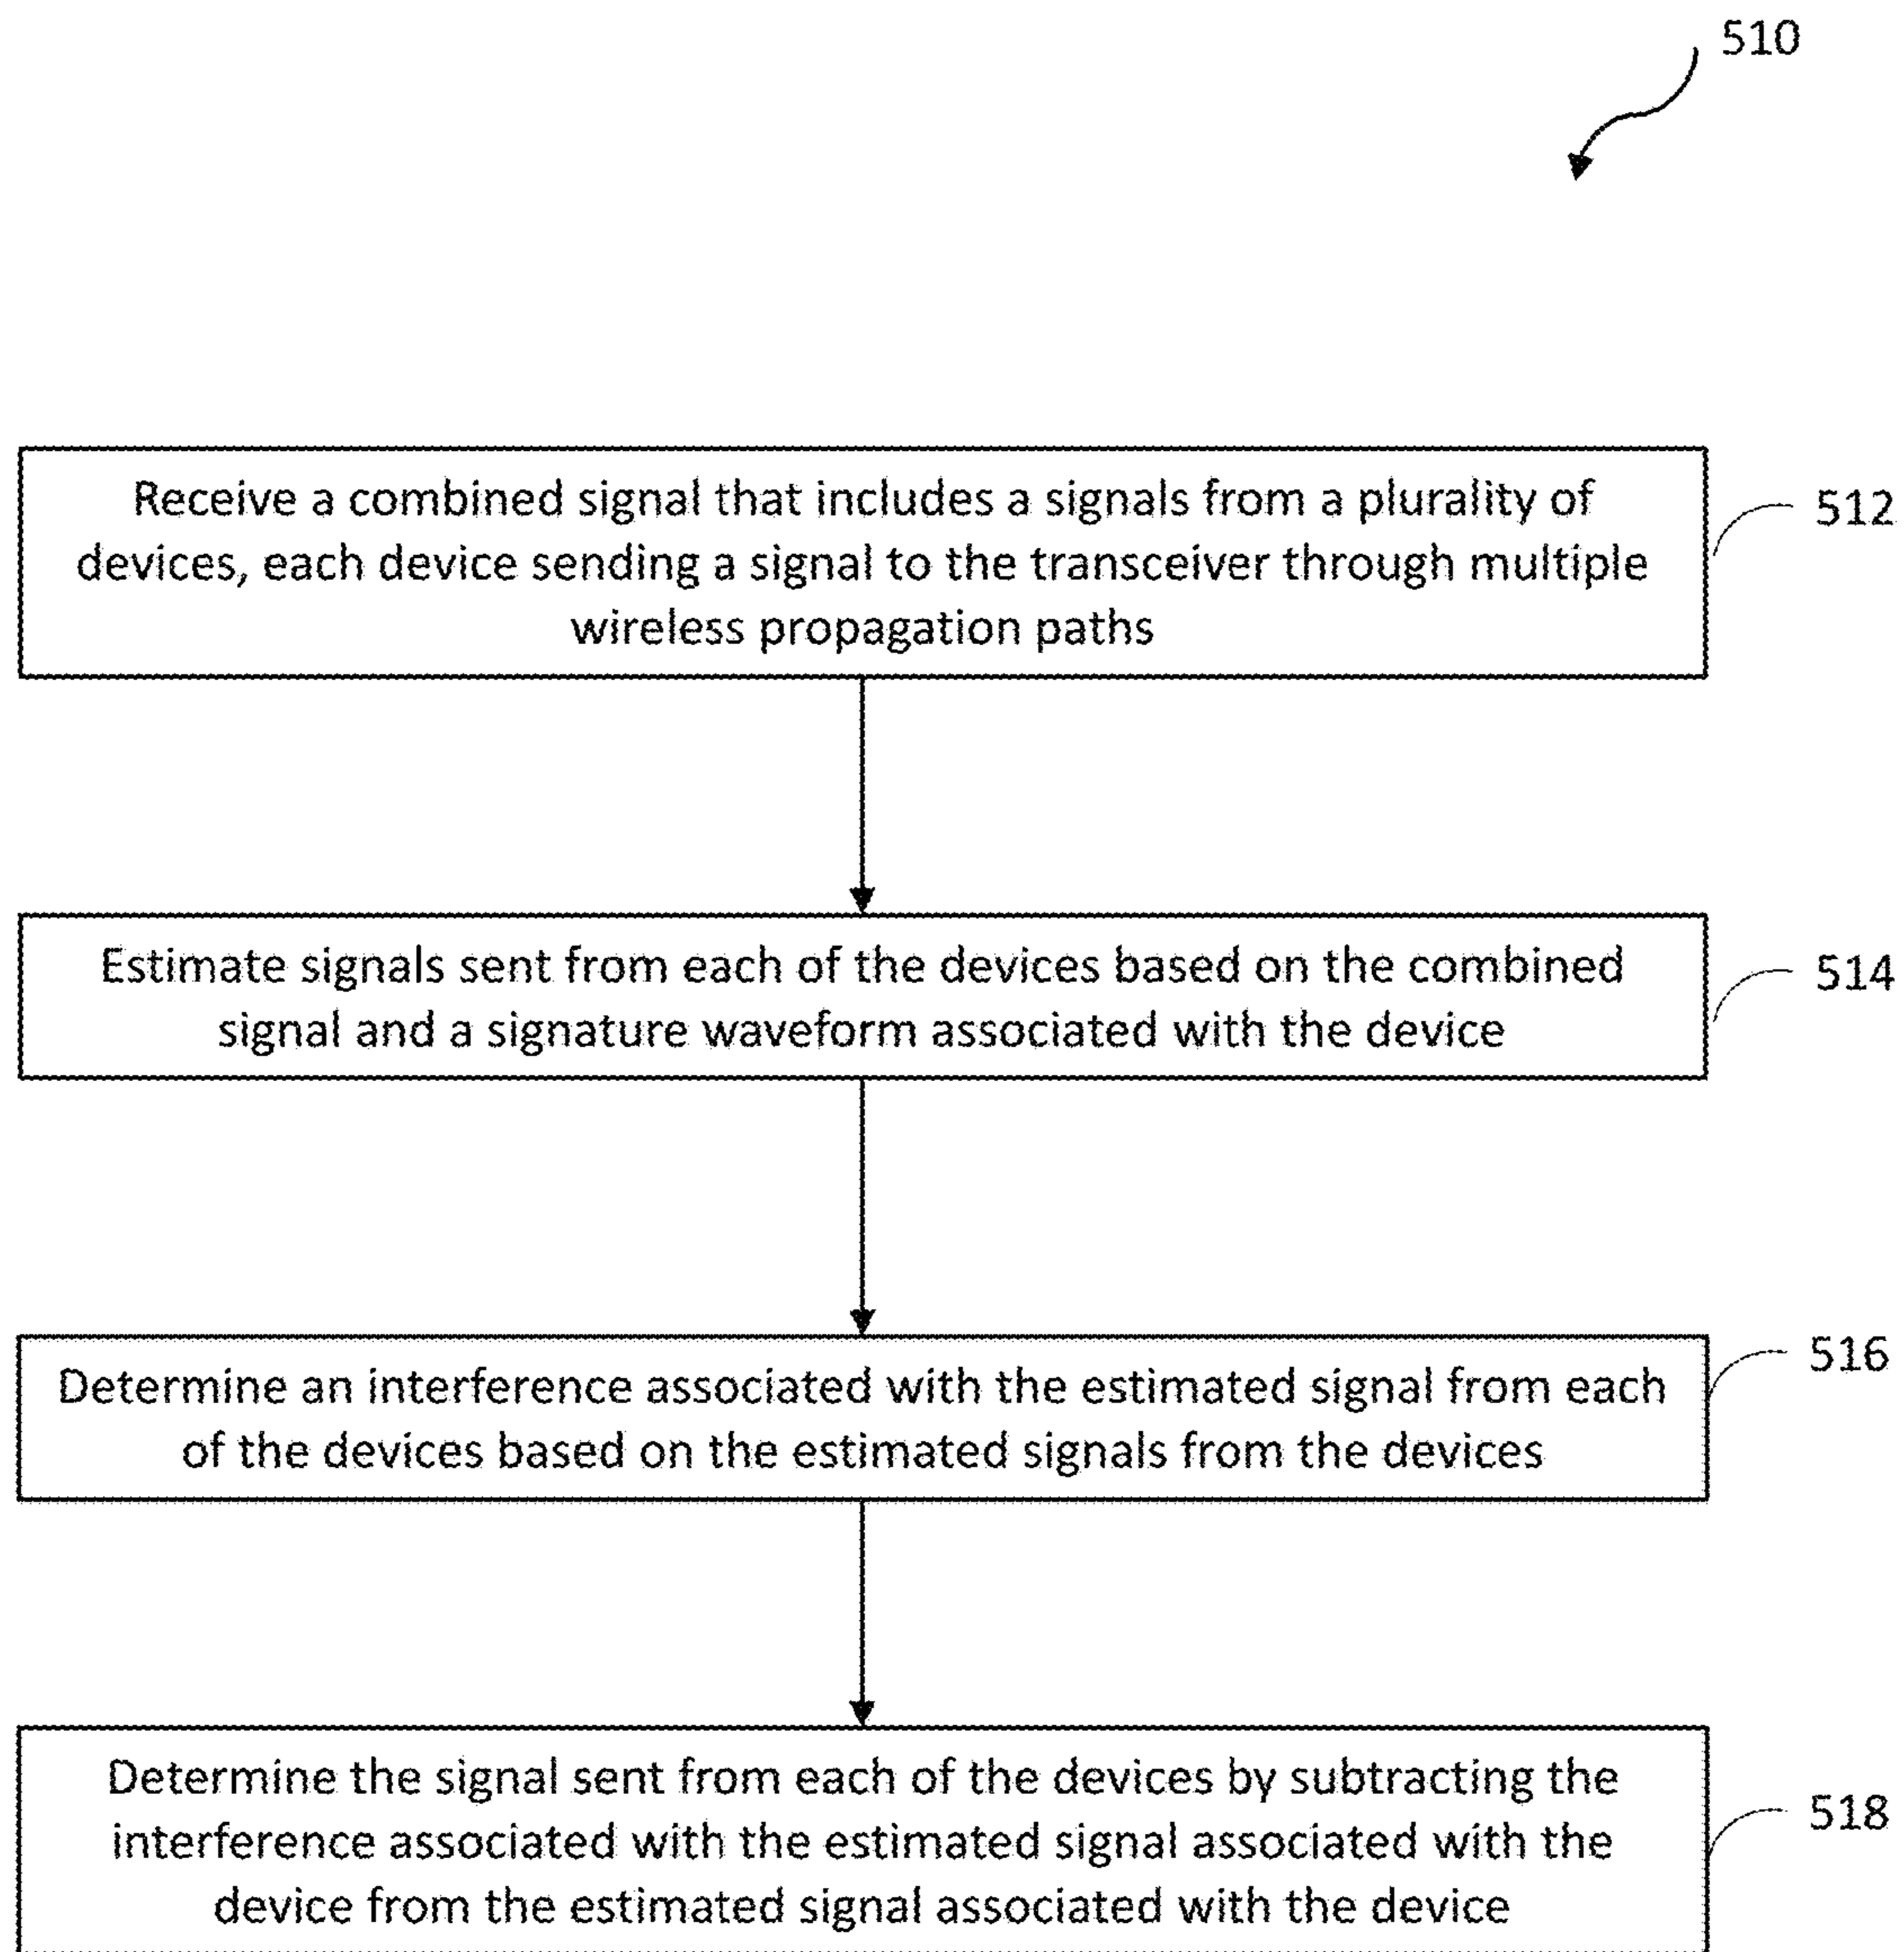 510
Receive a combined signal that includes a signals from a plurality of
devices, each device sending a signal to the transceiver through multiple
wireless propagation paths
512
Estimate signals sent from each of the devices based on the combined
signal and a signature waveform associated with the device
514
Determine an interference associated with the estimated signal from each
of the devices based on the estimated signals from the devices
516
Determine the signal sent from each of the devices by subtracting the
interference associated with the estimated signal associated with the
device from the estimated signal associated with the device
518